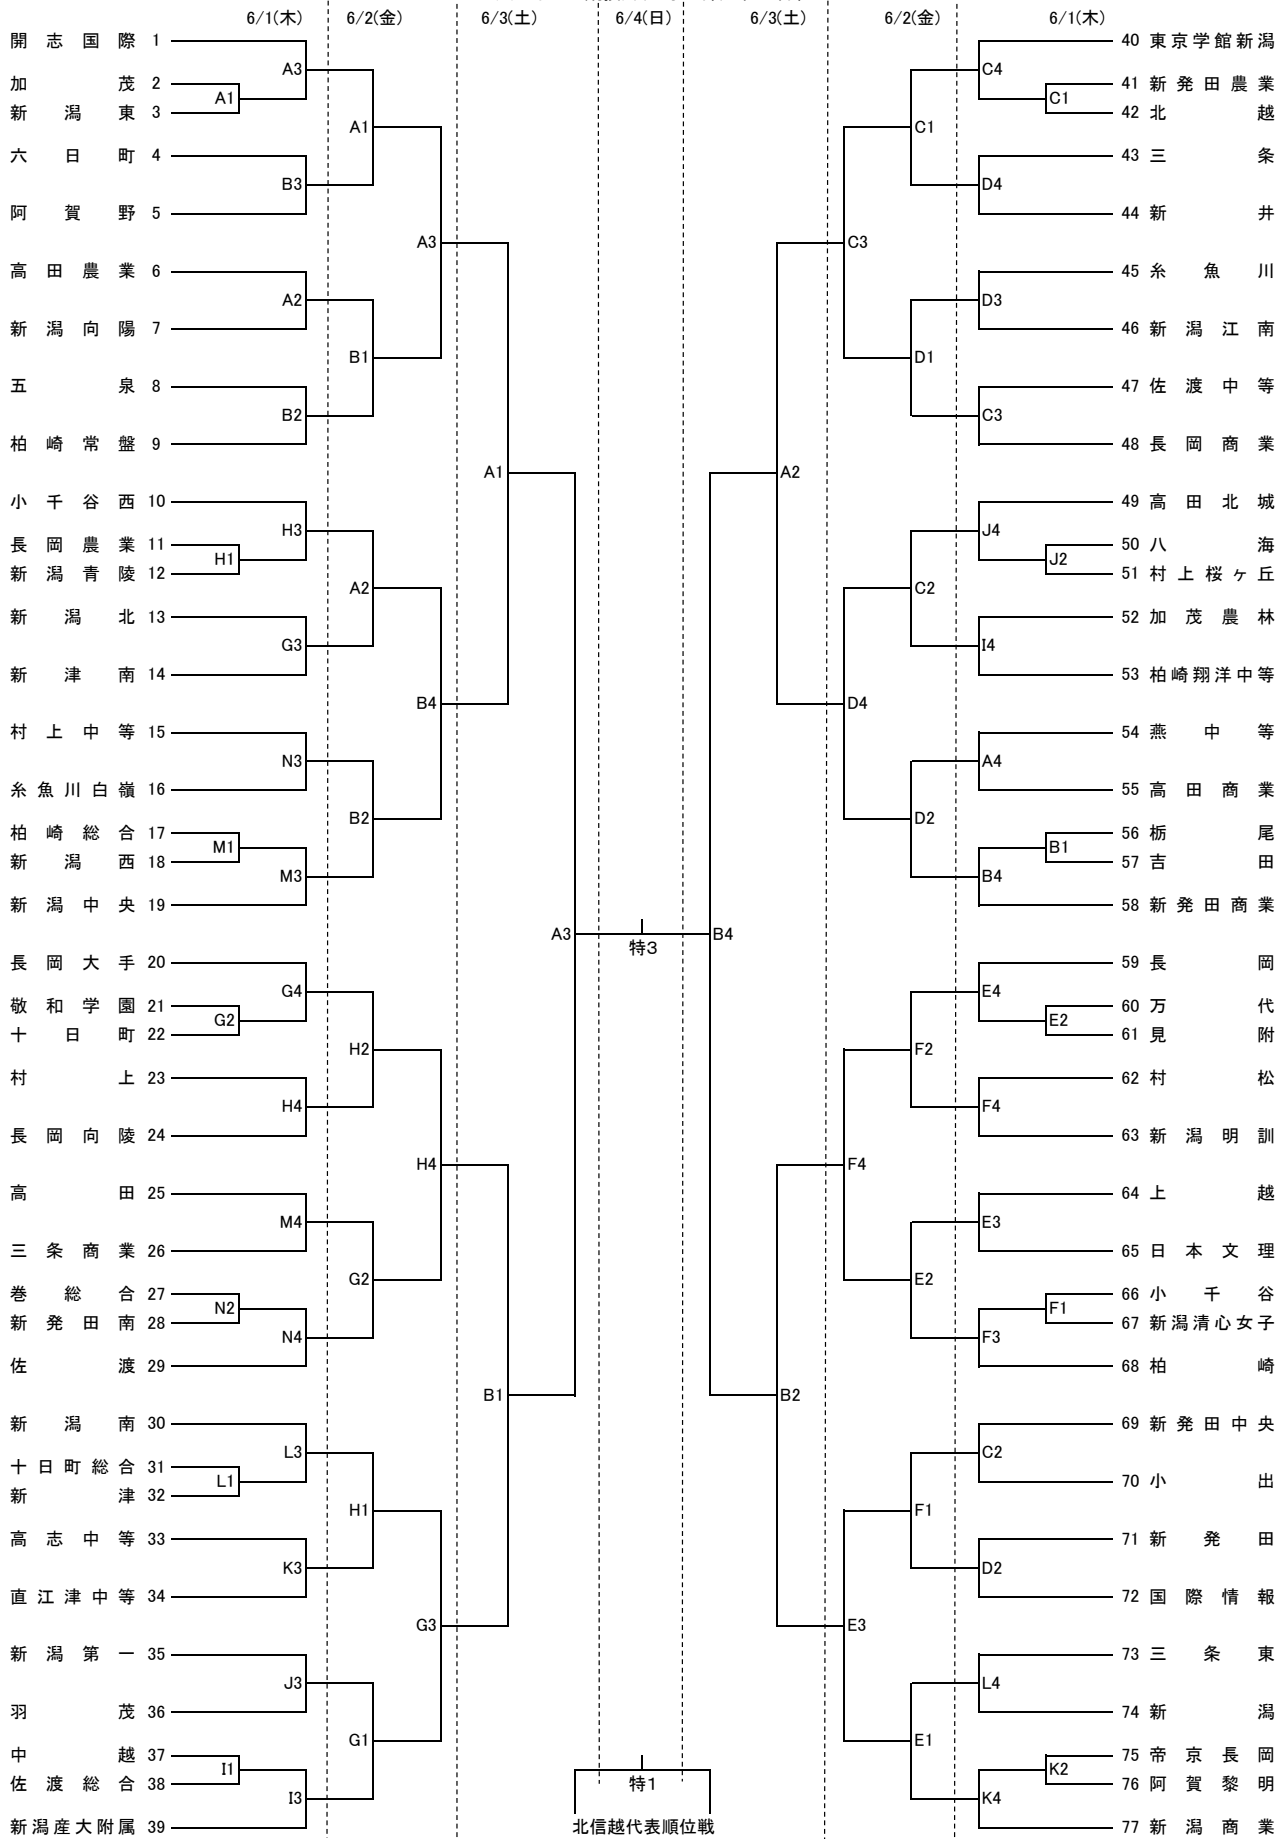 6/1(木) 6/2(金) 6/3(土) 6/4(日) 6/3(土) 6/2(金) 6/1(木)
開志国際 1
加茂 2
新潟東 3
六日町 4
阿賀野 5
高田農業 6
新潟向陽 7
五泉 8
柏崎常盤 9
小千谷西 10
長岡農業 11
新潟青陵 12
新潟北 13
新津南 14
村上中等 15
糸魚川白嶺 16
柏崎総合 17
新潟西 18
新潟中央 19
長岡大手 20
敬和学園 21
十日町 22
村上 23
長岡向陵 24
高田 25
三条商業 26
巻総合 27
新発田南 28
佐渡 29
新潟南 30
十日町総合 31
新津 32
高志中等 33
直江津中等 34
新潟第一 35
羽茂 36
中越 37
佐渡総合 38
新潟産大附属 39
A1
H1
M1
G2
N2
L1
I1
A3
B3
A2
B2
H3
G3
N3
M3
G4
H4
M4
N4
L3
K3
J3
I3
A1
B1
A2
B2
H2
G2
H1
G1
A3
B4
H4
G3
A1
B1
A3
特3
B4
特1
北信越代表順位戦
A2
B2
C3
D4
F4
E3
C1
D1
C2
D2
F2
E2
F1
E1
C4
D4
D3
C3
J4
I4
A4
B4
E4
F4
E3
F3
C2
D2
L4
K4
C1
J2
B1
E2
F1
K2
40 東京学館新潟
41 新発田農業
42 北越
43 三条
44 新井
45 糸魚川
46 新潟江南
47 佐渡中等
48 長岡商業
49 高田北城
50 八海
51 村上桜ヶ丘
52 加茂農林
53 柏崎翔洋中等
54 燕中等
55 高田商業
56 栃尾
57 吉田
58 新発田商業
59 長岡
60 万代
61 見附
62 村松
63 新潟明訓
64 上越
65 日本文理
66 小千谷
67 新潟清心女子
68 柏崎
69 新発田中央
70 小出
71 新発田
72 国際情報
73 三条東
74 新潟
75 帝京長岡
76 阿賀黎明
77 新潟商業